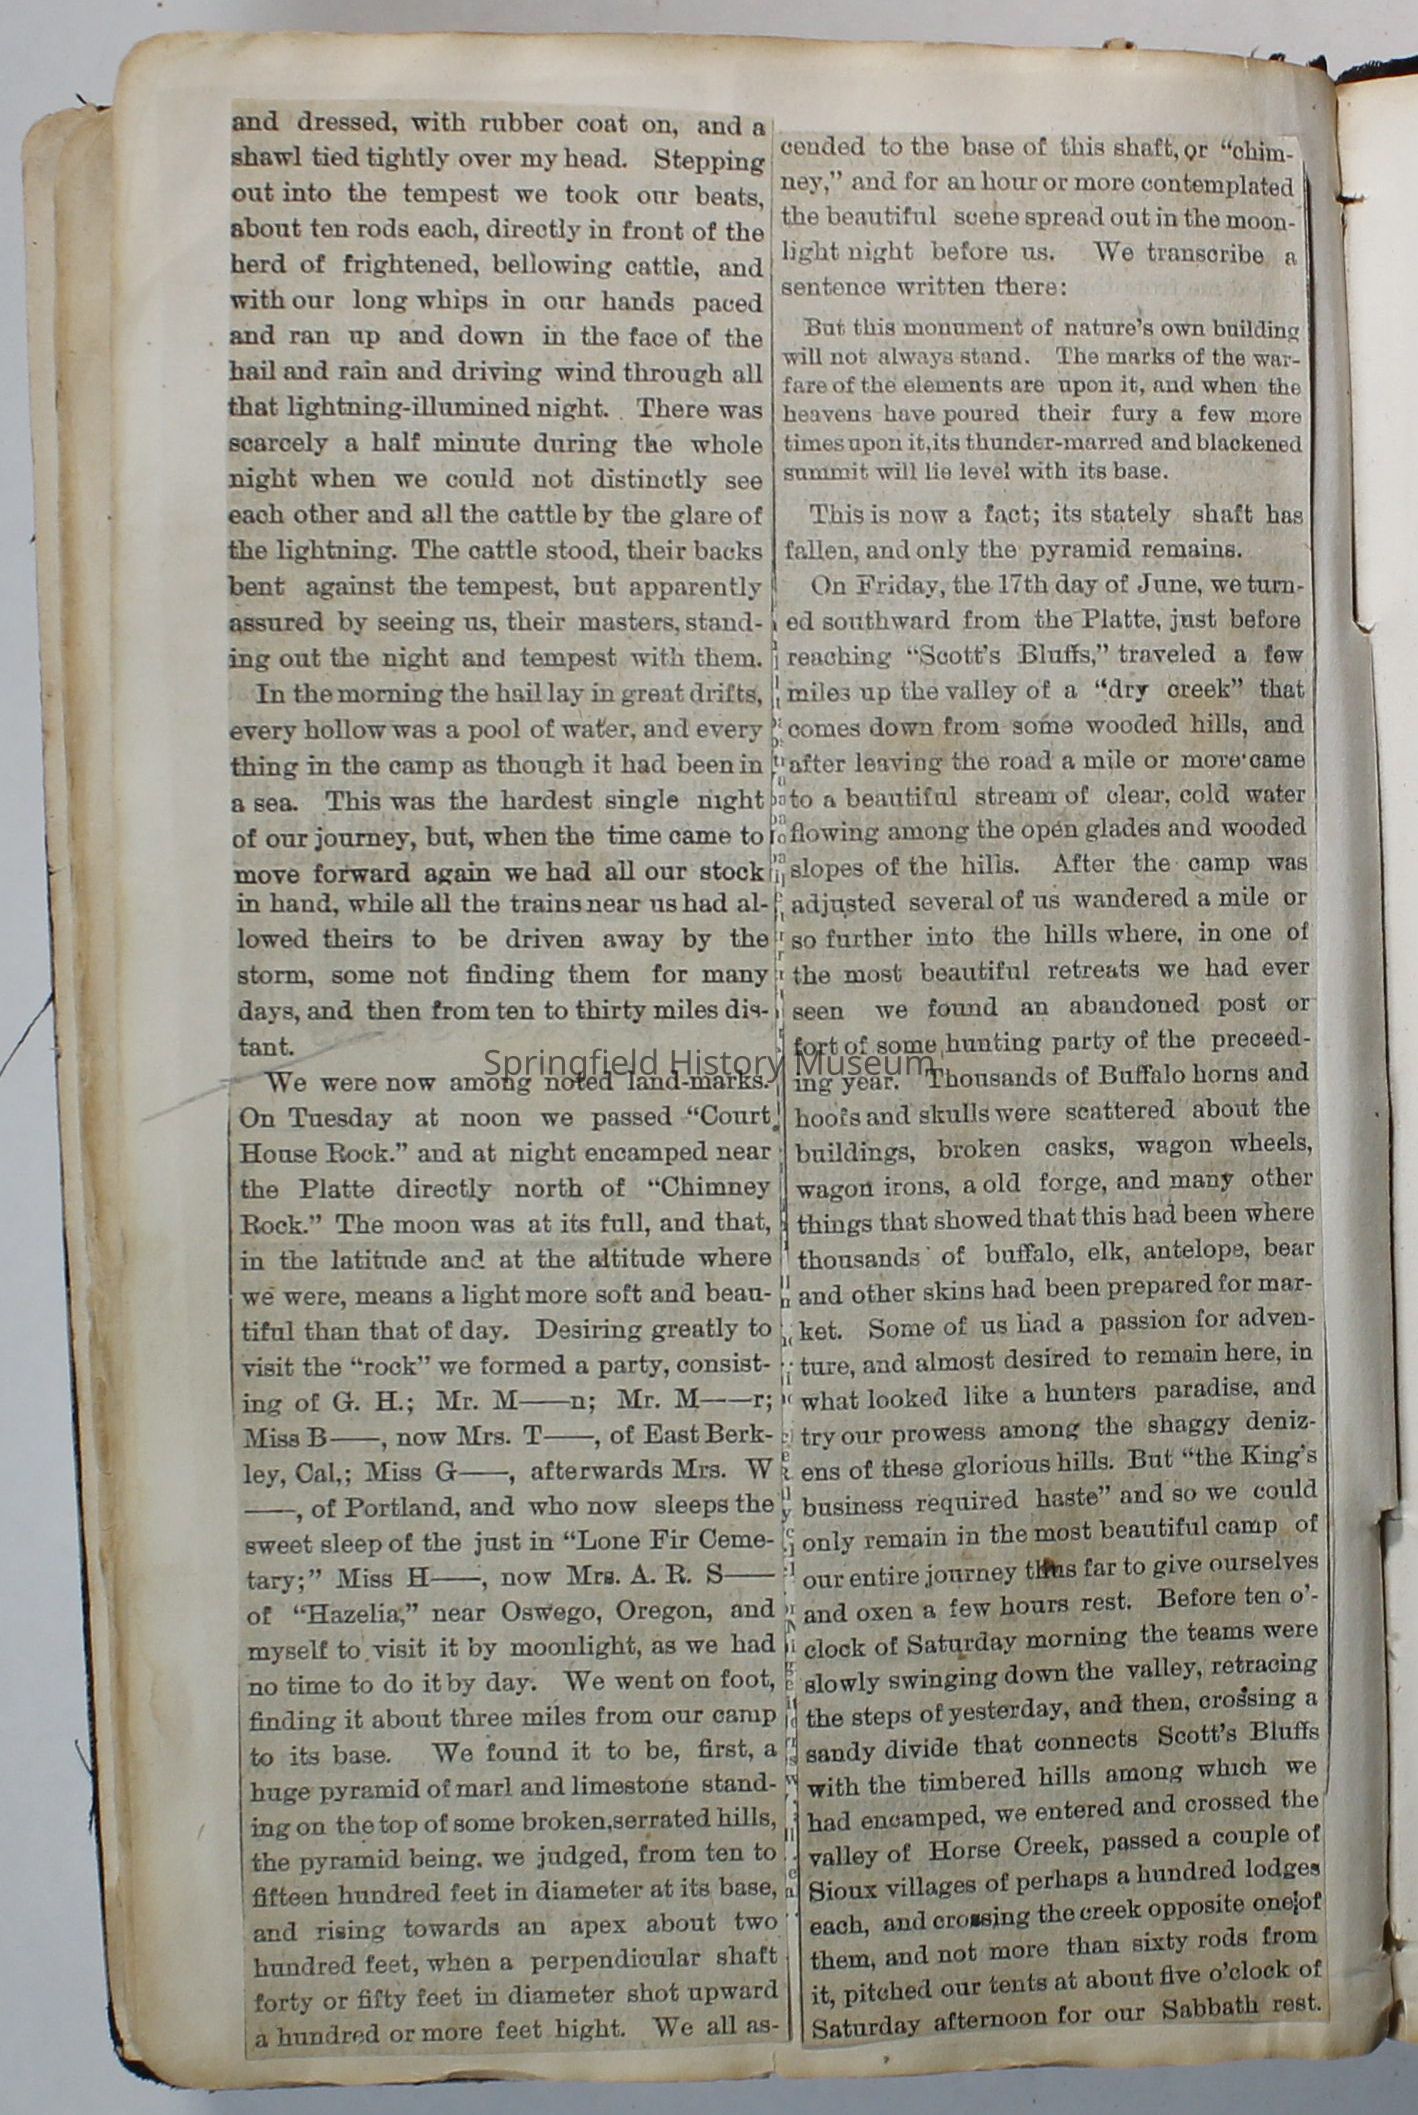 and dressed, with rubber coat on, and a
shawl tied tightly over my head. Stepping
out into the tempest we took our beats,
about ten rods each, directly in front of the
herd of frightened, bellowing cattle, and
with our long whips in our hands paced
and ran up and down in the face of the
hail and rain and driving wind through all
that lightning-illumined night. There was
scarcely a half minute during the whole
night when we could not distinctly see
each other and all the cattle by the glare of
the lightning. The cattle stood, their backs
bent against the tempest, but apparently
assured by seeing us, their masters, stand-
ing out the night and tempest with them.
In the morning the hail lay in great drifts,
every hollow was a pool of water, and every
thing in the camp as though it had been in
a sea. This was the hardest single night
of our journey, but, when the time came to
move forward again we had all our stock
in hand, while all the trains near us had al-
lowed theirs to be driven away by the
storm, some not finding them for many
days, and then from ten to thirty miles dis-
tant.
We were now among noted land-marks.
On Tuesday at noon we passed "Court
House Rock." and at night encamped near
the Platte directly north of "Chimney
Rock." The moon was at its full, and that,
in the latitude and at the altitude where
we were, means a light more soft and beau-
tiful than that of day. Desiring greatly to
visit the "rock" we formed a party, consist-
ing of G. H.; Mr. M——n; Mr. M——r;
Miss B——, now Mrs. T——, of East Berk-
ley, Cal,; Miss G——, afterwards Mrs. W
——, of Portland, and who now sleeps the
sweet sleep of the just in "Lone Fir Ceme-
tary;" Miss H——, now Mrs. A. R. S——
of "Hazelia," near Oswego, Oregon, and
myself to visit it by moonlight, as we had
no time to do it by day. We went on foot,
finding it about three miles from our camp
to its base. We found it to be, first, a
huge pyramid of marl and limestone stand-
ing on the top of some broken, serrated hills,
the pyramid being. we judged, from ten to
fifteen hundred feet in diameter at its base,
and rising towards an apex about two
hundred feet, when a perpendicular shaft
forty or fifty feet in diameter shot upward
a hundred or more feet hight. We all as-
cended to the base of this shaft, or "chim-
ney," and for an hour or more contemplated
the beautiful scene spread out in the moon-
light night before us. We transcribe a
sentence written there:
But this monument of nature's own building
will not always stand. The marks of the war-
fare of the elements are upon it, and when the
heavens have poured their fury a few more
times upon it, its thunder-marred and blackened
summit will lie level with its base.
This is now a fact; its stately shaft has
fallen, and only the pyramid remains.
On Friday, the 17th day of June, we turn-
ed southward from the Platte, just before
reaching "Scott's Bluffs," traveled a few
miles up the valley of a "dry creek" that
comes down from some wooded hills, and
after leaving the road a mile or more came
to a beautiful stream of clear, cold water
flowing among the open glades and wooded
slopes of the hills. After the camp was
adjusted several of us wandered a mile or
so further into the hills where, in one of
the most beautiful retreats we had ever
seen we found an abandoned post or
fort of some hunting party of the preceed-
ing year. Thousands of Buffalo horns and
hoofs and skulls were scattered about the
buildings, broken casks, wagon wheels,
wagon irons, a old forge, and many other
things that showed that this had been where
thousands of buffalo, elk, antelope, bear
and other skins had been prepared for mar-
ket. Some of us had a passion for adven-
ture, and almost desired to remain here, in
what looked like a hunters paradise, and
try our prowess among the shaggy deniz-
ens of these glorious hills. But "the King's
business required haste" and so we could
only remain in the most beautiful camp of
our entire journey thus far to give ourselves
and oxen a few hours rest. Before ten o'-
clock of Saturday morning the teams were
slowly swinging down the valley, retracing
the steps of yesterday, and then, crossing a
sandy divide that connects Scott's Bluffs
with the timbered hills among which we
had encamped, we entered and crossed the
valley of Horse Creek, passed a couple of
Sioux villages of perhaps a hundred lodges
each, and crossing the creek opposite one of
them, and not more than sixty rods from
it, pitched our tents at about five o'clock of
Saturday afternoon for our Sabbath rest.
Springfield History Museum